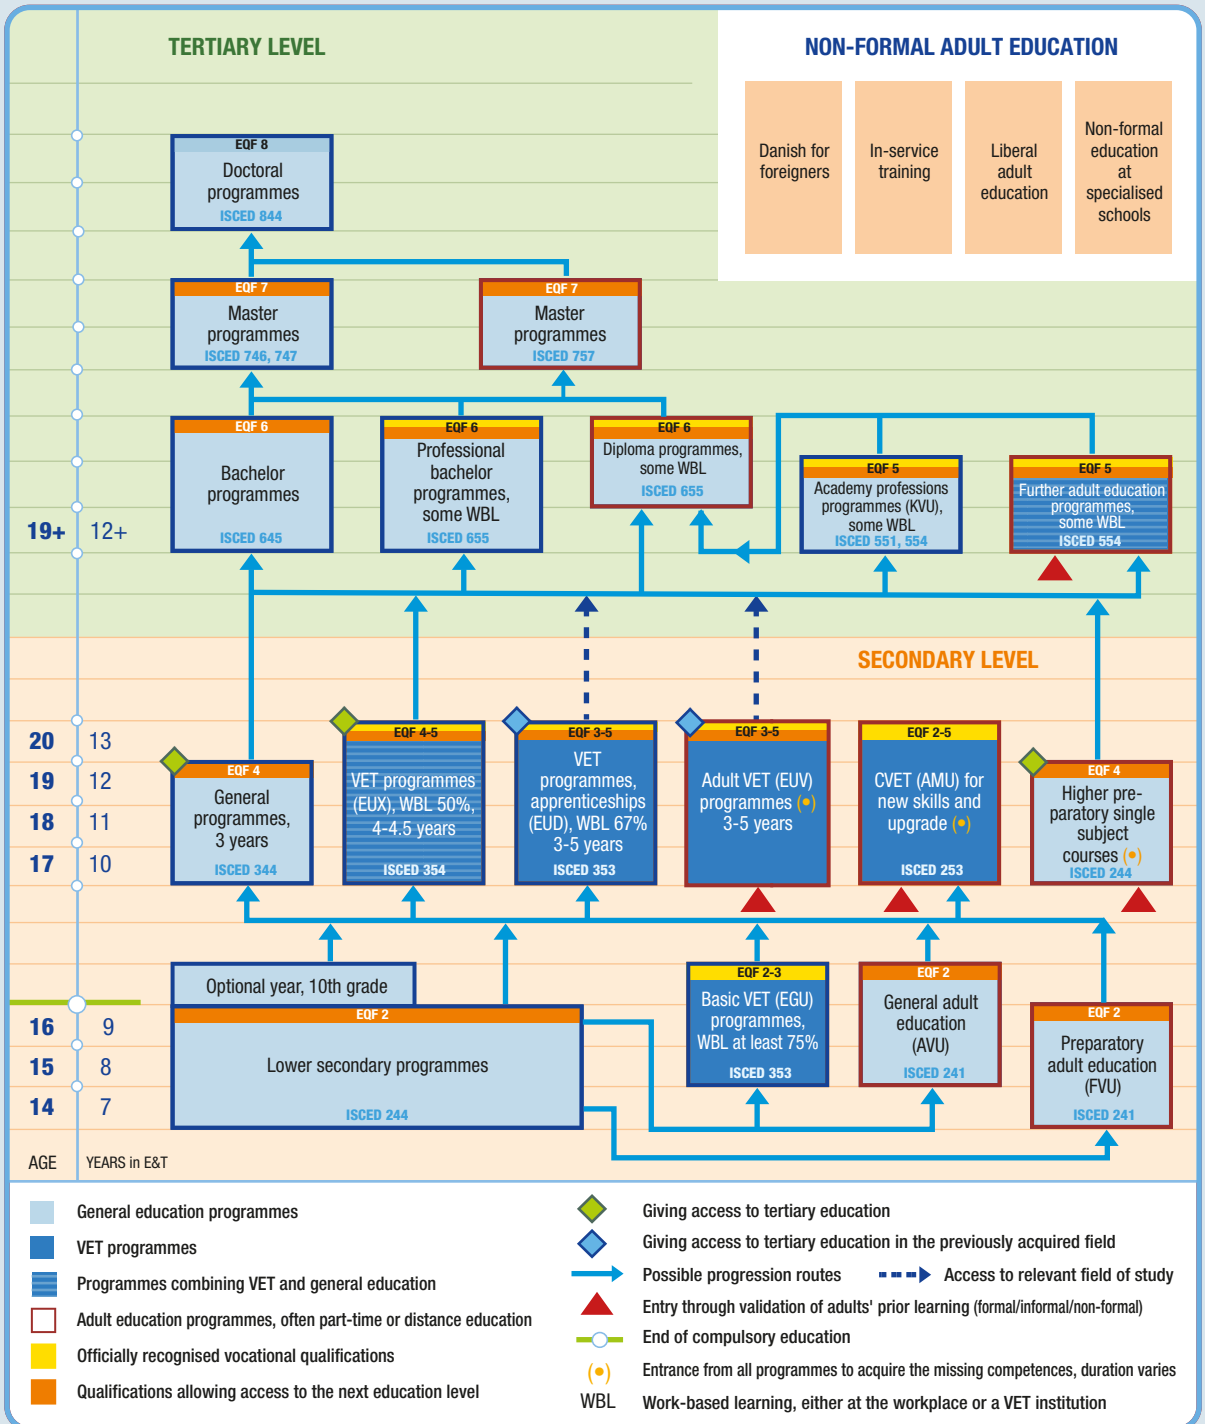 TERTIARY LEVEL
NON-FORMAL ADULT EDUCATION
Danish for
foreigners
In-service
training
Liberal
adult
education
Non-formal
education
at
specialised
schools
EQF 8
Doctoral
programmes
ISCED 844
EQF 7
Master
programmes
ISCED 746, 747
EQF 7
Master
programmes
ISCED 757
EQF 6
Bachelor
programmes
ISCED 645
EQF 6
Professional
bachelor
programmes,
some WBL
ISCED 655
EQF 6
Diploma programmes,
some WBL
ISCED 655
EQF 5
Academy professions
programmes (KVU),
some WBL
ISCED 551, 554
EQF 5
Further adult education
programmes,
some WBL
ISCED 554
19+ 12+
SECONDARY LEVEL
20 13
19 12
18 11
17 10
EQF 4
General
programmes,
3 years
ISCED 344
EQF 4-5
VET programmes
(EUX), WBL 50%,
4-4.5 years
ISCED 354
EQF 3-5
VET
programmes,
apprenticeships
(EUD), WBL 67%
3-5 years
ISCED 353
EQF 3-5
Adult VET (EUV)
programmes (•)
3-5 years
EQF 2-5
CVET (AMU) for
new skills and
upgrade (•)
ISCED 253
EQF 4
Higher pre-
paratory single
subject
courses (•)
ISCED 244
Optional year, 10th grade
EQF 2
Lower secondary programmes
ISCED 244
EQF 2-3
Basic VET (EGU)
programmes,
WBL at least 75%
ISCED 353
EQF 2
General adult
education
(AVU)
ISCED 241
EQF 2
Preparatory
adult education
(FVU)
ISCED 241
16 9
15 8
14 7
AGE YEARS in E&T
General education programmes
VET programmes
Programmes combining VET and general education
Adult education programmes, often part-time or distance education
Officially recognised vocational qualifications
Qualifications allowing access to the next education level
Giving access to tertiary education
Giving access to tertiary education in the previously acquired field
Possible progression routes Access to relevant field of study
Entry through validation of adults' prior learning (formal/informal/non-formal)
End of compulsory education
(•) Entrance from all programmes to acquire the missing competences, duration varies
WBL Work-based learning, either at the workplace or a VET institution